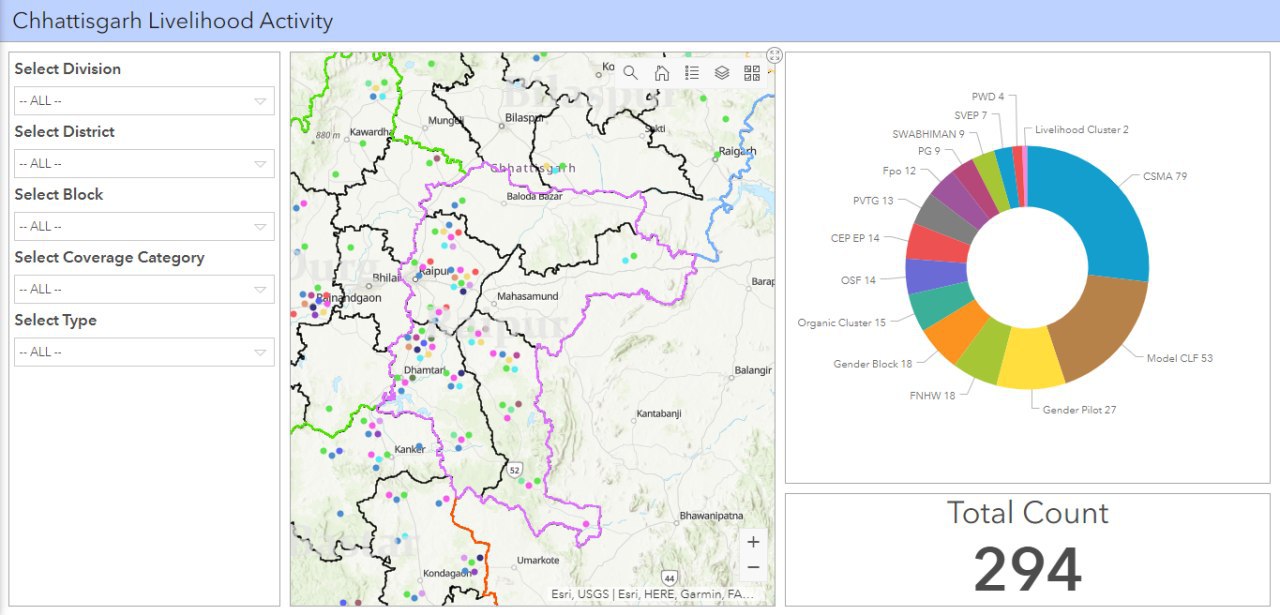 Chhattisgarh Livelihood Activity
Select Division
-- ALL --
Select District
-- ALL --
Select Block
-- ALL --
Select Coverage Category
-- ALL --
Select Type
-- ALL --
Ko
Bilaspur
880 m
Kawardha
Mungeli
Bilaspur
Sakti
Raigarh
Chhattisgarh
Baloda Bazar
Durg
Bhilai
Raipur
Barap
Rajnandgaon
Mahasamund
Raipur
Dhamtari
Balangir
Kantabanji
Kanker
52
Bhawanipatna
Umarkote
Kondagaon
44
+
−
Esri, USGS | Esri, HERE, Garmin, FA...
PWD 4
SVEP 7
Livelihood Cluster 2
SWABHIMAN 9
PG 9
Fpo 12
CSMA 79
PVTG 13
CEP EP 14
OSF 14
Organic Cluster 15
Model CLF 53
Gender Block 18
FNHW 18
Gender Pilot 27
Total Count
294